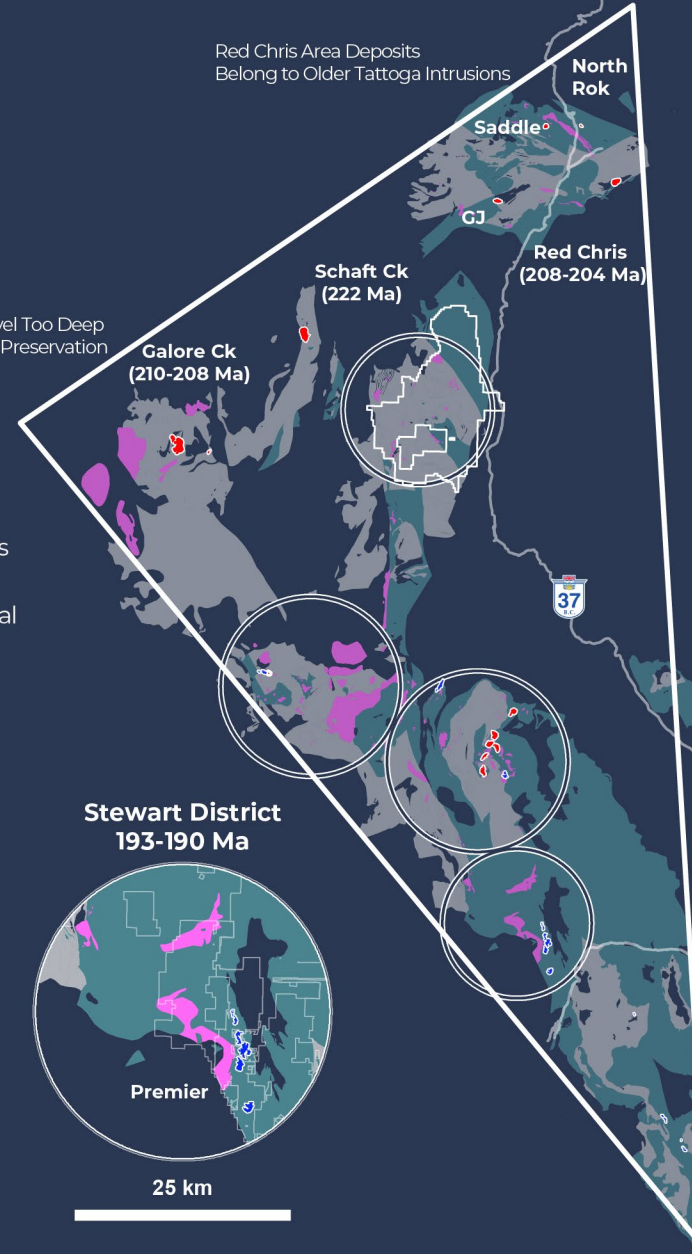 Red Chris Area Deposits
Belong to Older Tattoga Intrusions
North
Rok
Saddle
GJ
Red Chris
(208-204 Ma)
Schaft Ck
(222 Ma)
vel Too Deep
Preservation
Galore Ck
(210-208 Ma)
s
al
37
B.C.
Stewart District
193-190 Ma
Premier
25 km